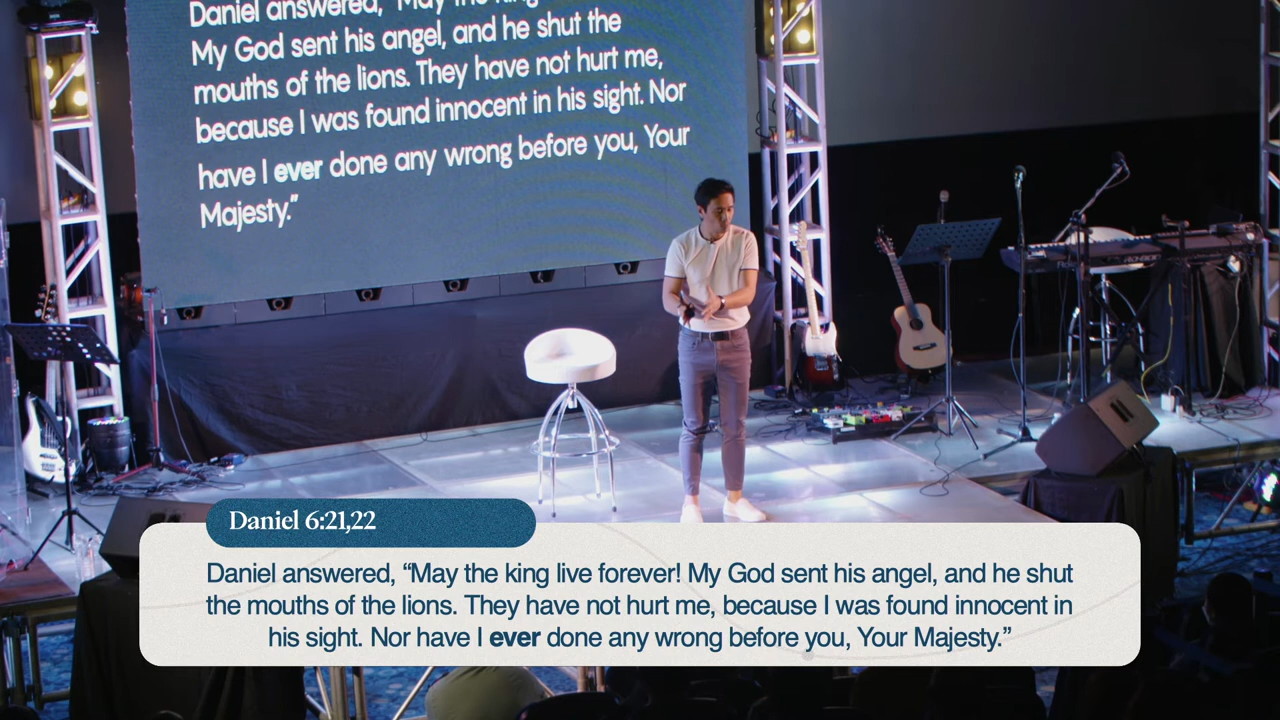 Daniel answered, "May the king
My God sent his angel, and he shut the
mouths of the lions. They have not hurt me,
because I was found innocent in his sight. Nor
have I ever done any wrong before you, Your
Majesty."
Daniel 6:21,22
Daniel answered, “May the king live forever! My God sent his angel, and he shut
the mouths of the lions. They have not hurt me, because I was found innocent in
his sight. Nor have I ever done any wrong before you, Your Majesty.”